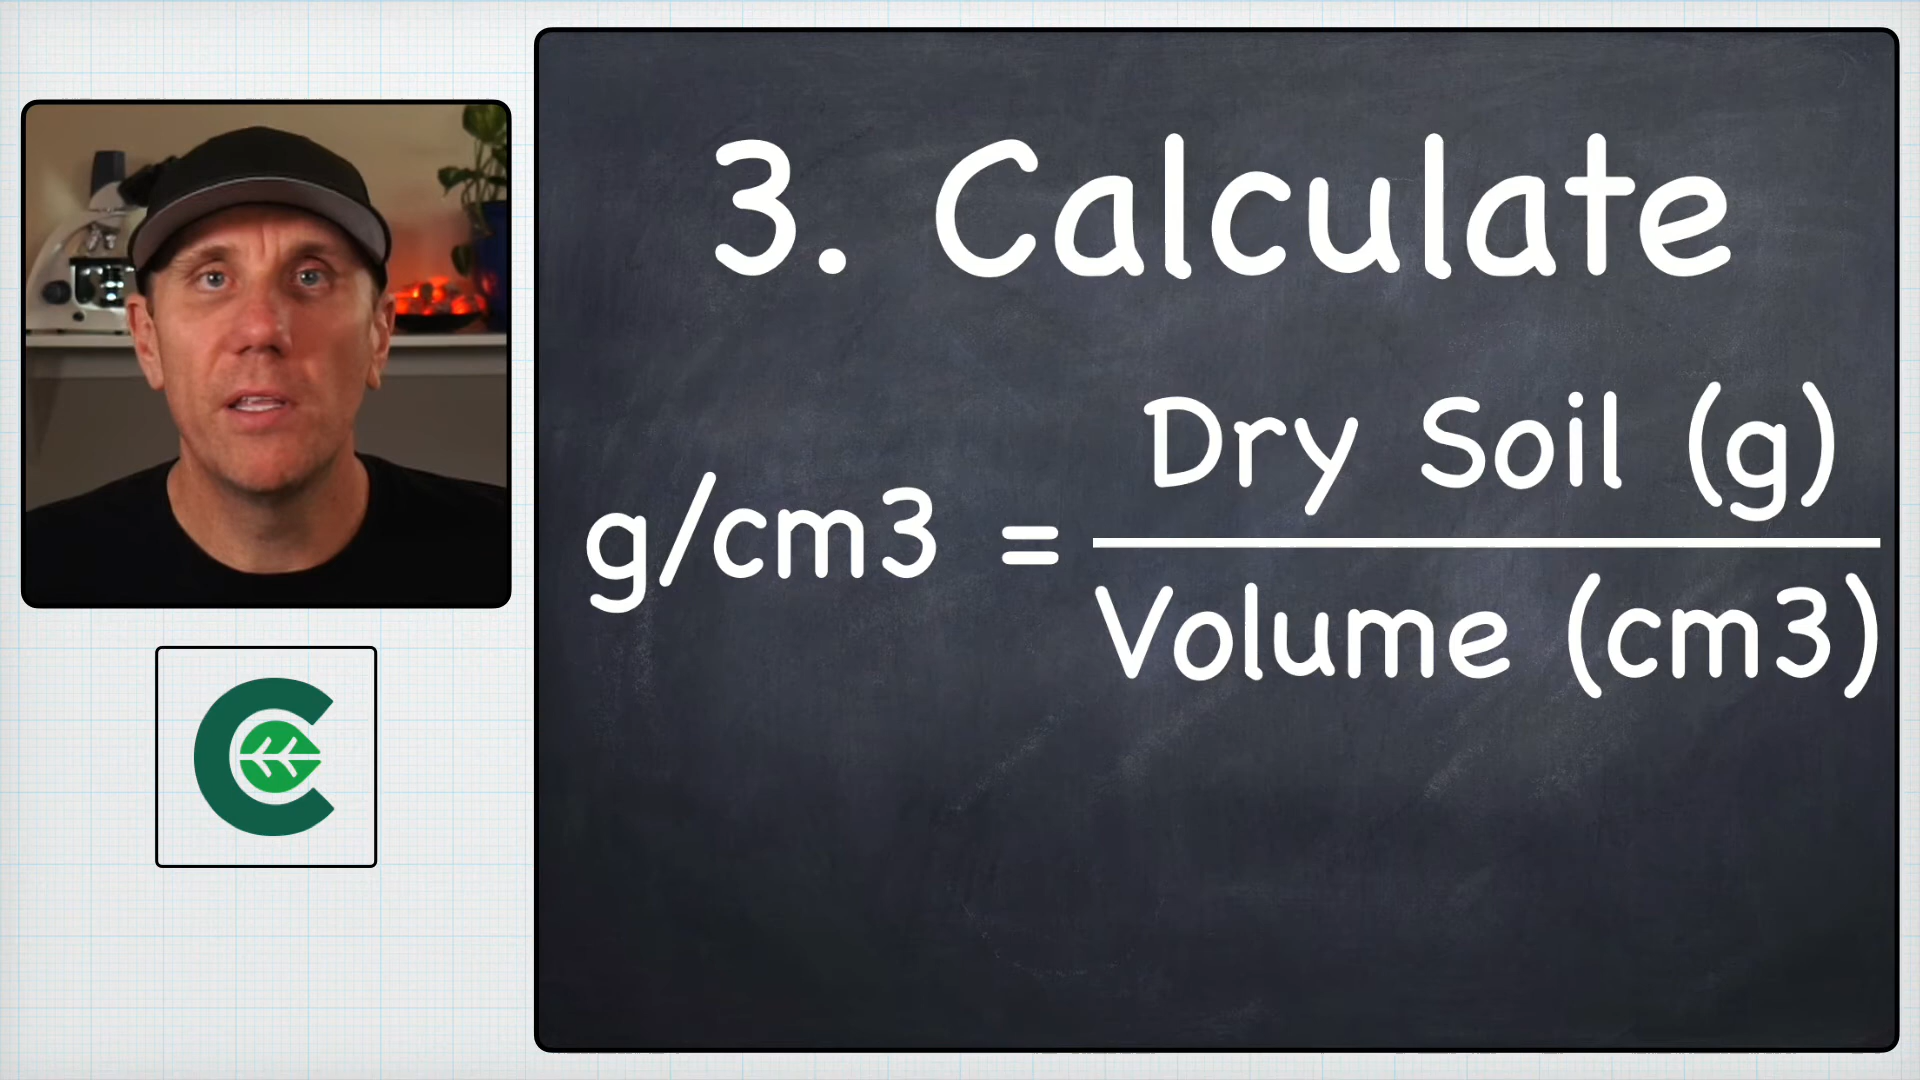 3. Calculate
g/cm3 = Dry Soil (g)
Volume (cm3)